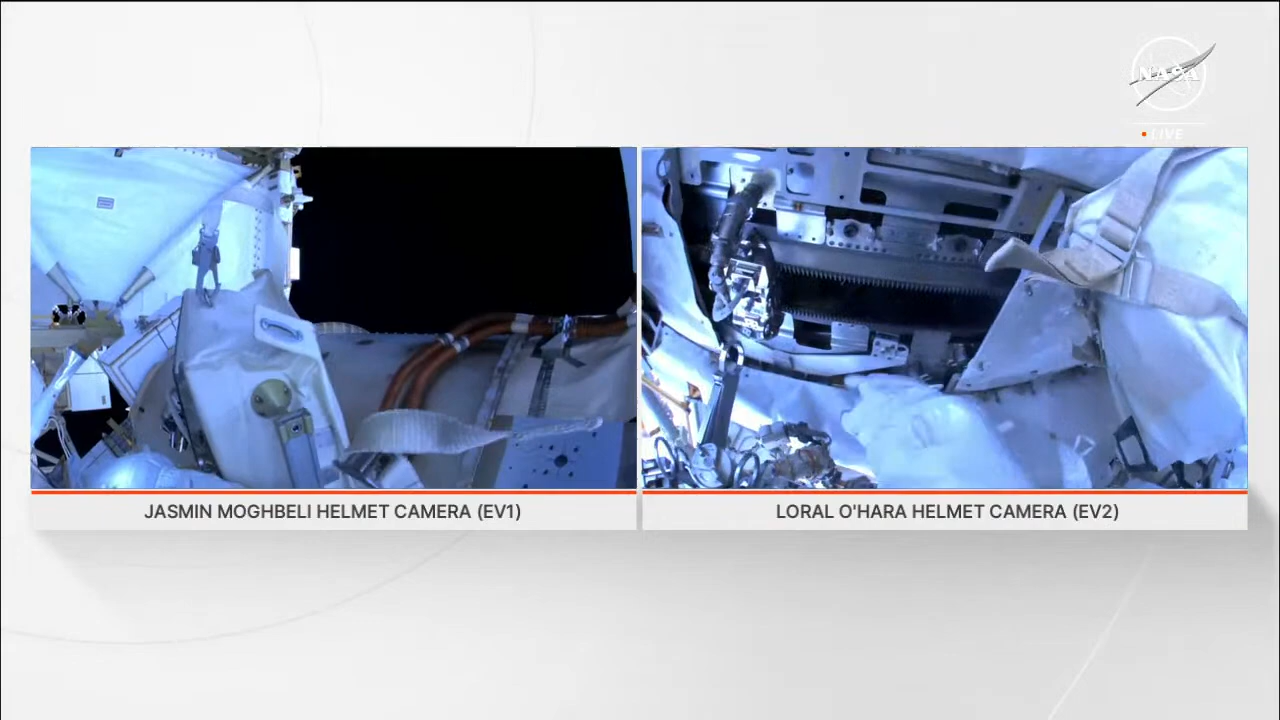 NASA
LIVE
JASMIN MOGHBELI HELMET CAMERA (EV1)
LORAL O'HARA HELMET CAMERA (EV2)